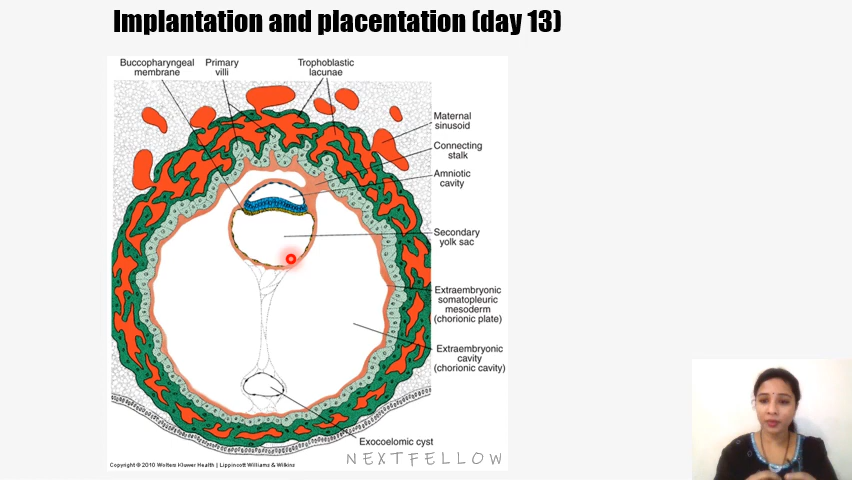 Implantation and placentation (day 13)
Buccopharyngeal
membrane
Primary
villi
Trophoblastic
lacunae
Maternal
sinusoid
Connecting
stalk
Amniotic
cavity
Secondary
yolk sac
Extraembryonic
somatopleuric
mesoderm
(chorionic plate)
Extraembryonic
cavity
(chorionic cavity)
Exocoelomic cyst
NEXTFELLOW
Copyright © 2010 Wolters Kluwer Health | Lippincott Williams & Wilkins